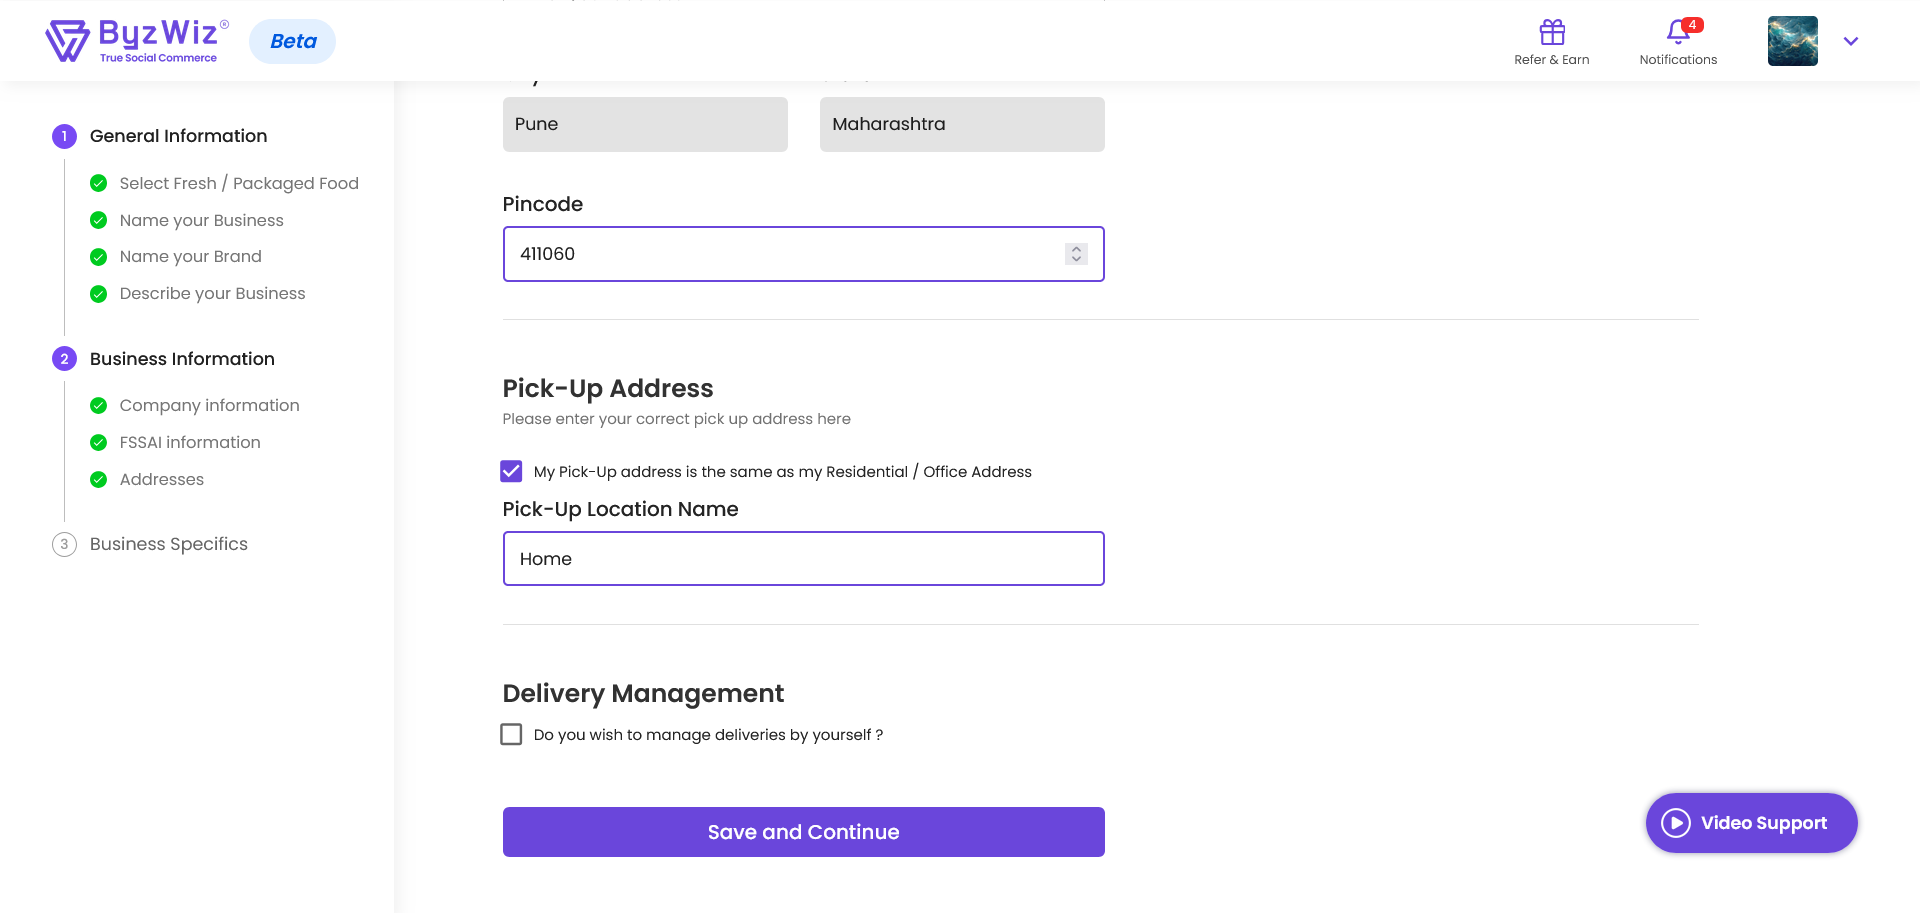 ByzWiz®
True Social Commerce
Beta
Refer & Earn
4
Notifications
1 General Information
Select Fresh / Packaged Food
Name your Business
Name your Brand
Describe your Business
2 Business Information
Company information
FSSAI information
Addresses
3 Business Specifics
Pune
Maharashtra
Pincode
411060
Pick-Up Address
Please enter your correct pick up address here
My Pick-Up address is the same as my Residential / Office Address
Pick-Up Location Name
Home
Delivery Management
Do you wish to manage deliveries by yourself ?
Save and Continue
Video Support